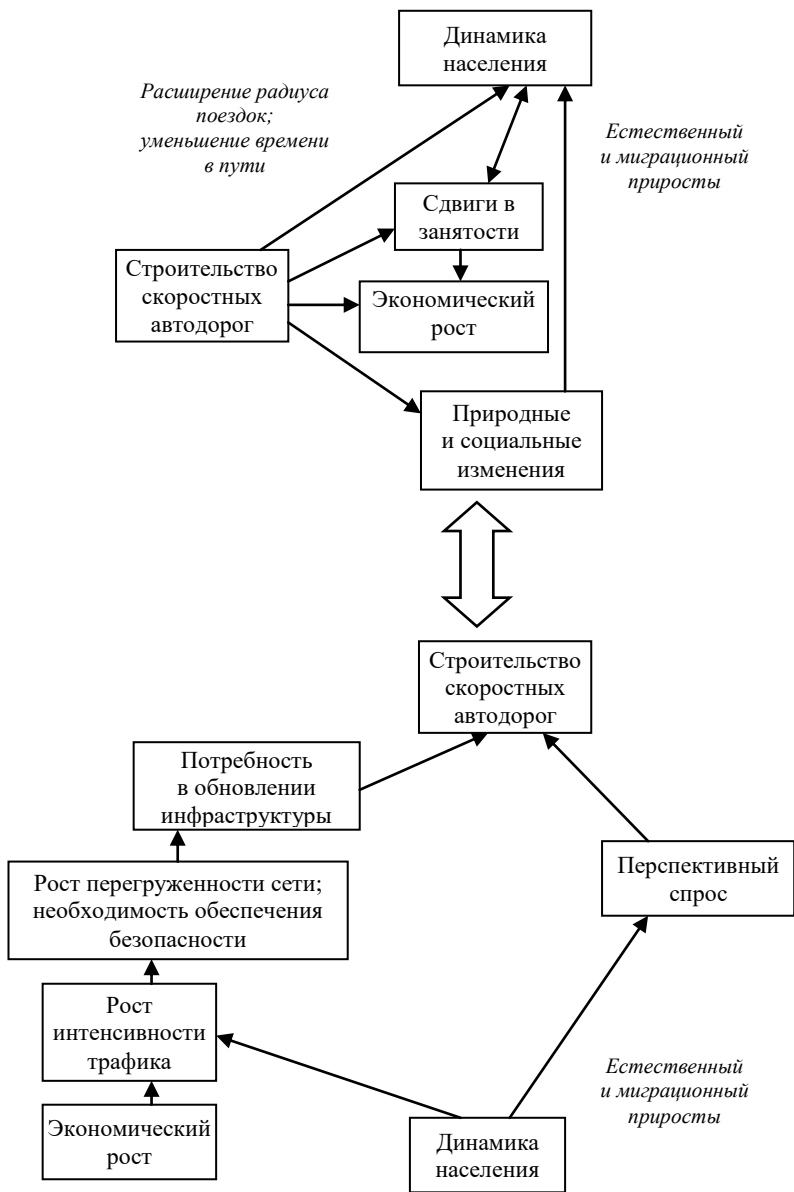 Динамика
населения
Расширение радиуса
поездок;
уменьшение времени
в пути
Естественный
и миграционный
приросты
Сдвиги в
занятости
Строительство
скоростных
автодорог
Экономический
рост
Природные
и социальные
изменения
Строительство
скоростных
автодорог
Потребность
в обновлении
инфраструктуры
Рост перегруженности сети;
необходимость обеспечения
безопасности
Перспективный
спрос
Рост
интенсивности
трафика
Естественный
и миграционный
приросты
Экономический
рост
Динамика
населения